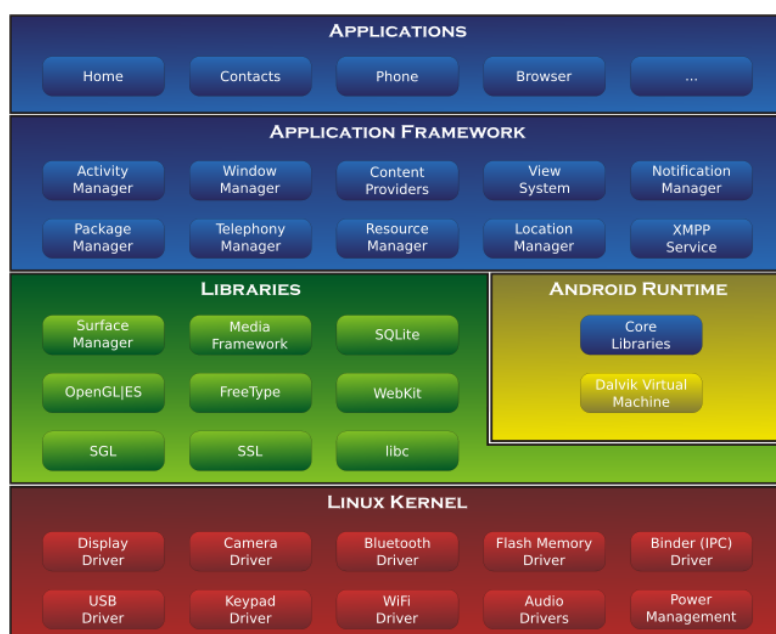 APPLICATIONS
Home
Contacts
Phone
Browser
...
APPLICATION FRAMEWORK
Activity
Manager
Window
Manager
Content
Providers
View
System
Notification
Manager
Package
Manager
Telephony
Manager
Resource
Manager
Location
Manager
XMPP
Service
LIBRARIES
Surface
Manager
Media
Framework
SQLite
OpenGL|ES
FreeType
WebKit
SGL
SSL
libc
ANDROID RUNTIME
Core
Libraries
Dalvik Virtual
Machine
LINUX KERNEL
Display
Driver
Camera
Driver
Bluetooth
Driver
Flash Memory
Driver
Binder (IPC)
Driver
USB
Driver
Keypad
Driver
WiFi
Driver
Audio
Drivers
Power
Management